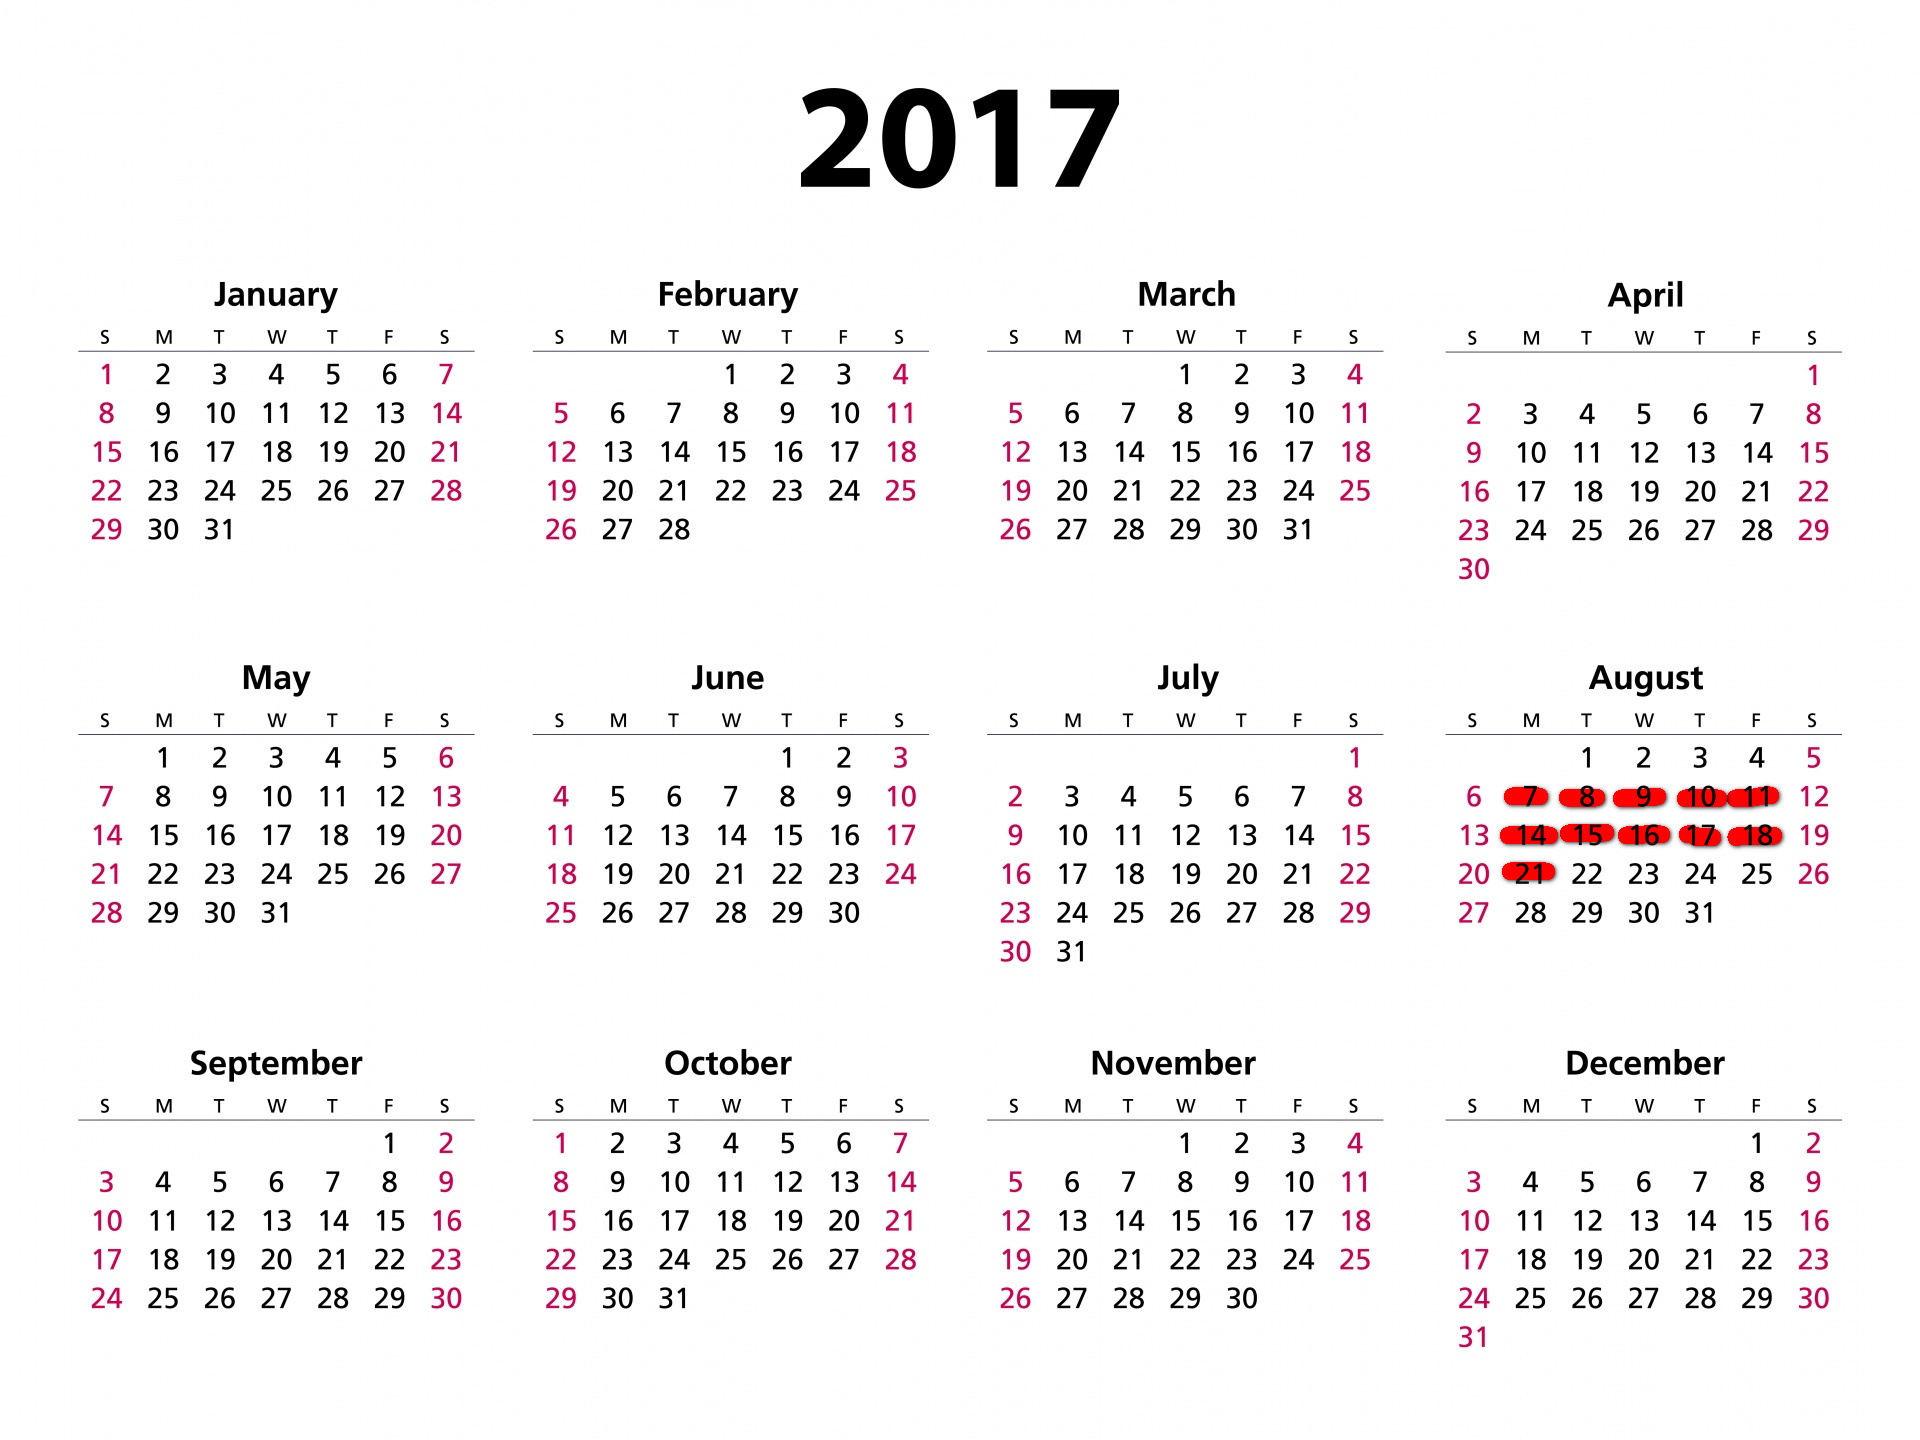 2017
January
S M T W T F S
1 2 3 4 5 6 7
8 9 10 11 12 13 14
15 16 17 18 19 20 21
22 23 24 25 26 27 28
29 30 31
February
S M T W T F S
1 2 3 4
5 6 7 8 9 10 11
12 13 14 15 16 17 18
19 20 21 22 23 24 25
26 27 28
March
S M T W T F S
1 2 3 4
5 6 7 8 9 10 11
12 13 14 15 16 17 18
19 20 21 22 23 24 25
26 27 28 29 30 31
April
S M T W T F S
1
2 3 4 5 6 7 8
9 10 11 12 13 14 15
16 17 18 19 20 21 22
23 24 25 26 27 28 29
30
May
S M T W T F S
1 2 3 4 5 6
7 8 9 10 11 12 13
14 15 16 17 18 19 20
21 22 23 24 25 26 27
28 29 30 31
June
S M T W T F S
1 2 3
4 5 6 7 8 9 10
11 12 13 14 15 16 17
18 19 20 21 22 23 24
25 26 27 28 29 30
July
S M T W T F S
1
2 3 4 5 6 7 8
9 10 11 12 13 14 15
16 17 18 19 20 21 22
23 24 25 26 27 28 29
30 31
August
S M T W T F S
1 2 3 4 5
6 7 8 9 10 11 12
13 14 15 16 17 18 19
20 21 22 23 24 25 26
27 28 29 30 31
September
S M T W T F S
1 2
3 4 5 6 7 8 9
10 11 12 13 14 15 16
17 18 19 20 21 22 23
24 25 26 27 28 29 30
October
S M T W T F S
1 2 3 4 5 6 7
8 9 10 11 12 13 14
15 16 17 18 19 20 21
22 23 24 25 26 27 28
29 30 31
November
S M T W T F S
1 2 3 4
5 6 7 8 9 10 11
12 13 14 15 16 17 18
19 20 21 22 23 24 25
26 27 28 29 30
December
S M T W T F S
1 2
3 4 5 6 7 8 9
10 11 12 13 14 15 16
17 18 19 20 21 22 23
24 25 26 27 28 29 30
31